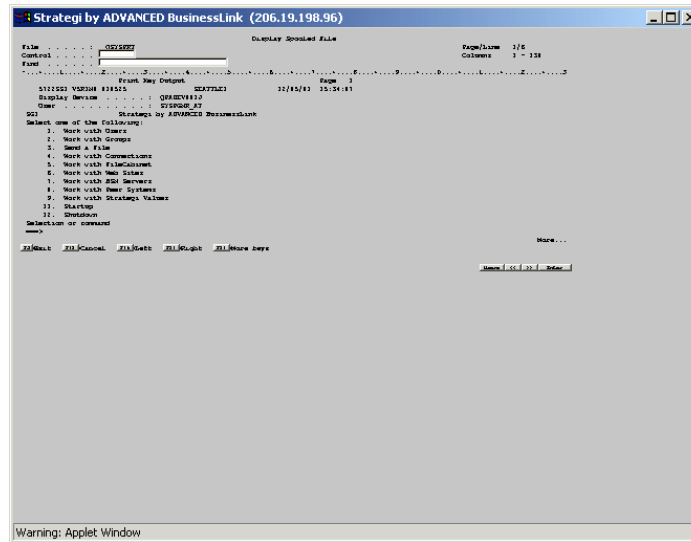 Strategi by ADVANCED BusinessLink (206.19.198.96)
Display Spooled File
File . . . . . : QSYSPRT Page/Line 1/6
Control . . . . . Columns 1 - 130
Find . . . . . .
Print Key Output Page 1
5722SS1 SEATTLE1
Display Device . . . . . :
User . . . . . . . . . . :
SGI Strategi by ADVANCED BusinessLink
Select one of the following:
1. Work with Users
2. Work with Groups
3. Send a File
4. Work with Connections
5. Work with FileCabinet
6. Work with Web Sites
7. Work with HSM Servers
8. Work with Peer Systems
9. Work with Strategi Values
11. Startup
12. Shutdown
Selection or command
===>
More...
F3 Exit F12 Cancel F19 Left F20 Right F24 More keys
<< >> Enter
Warning: Applet Window